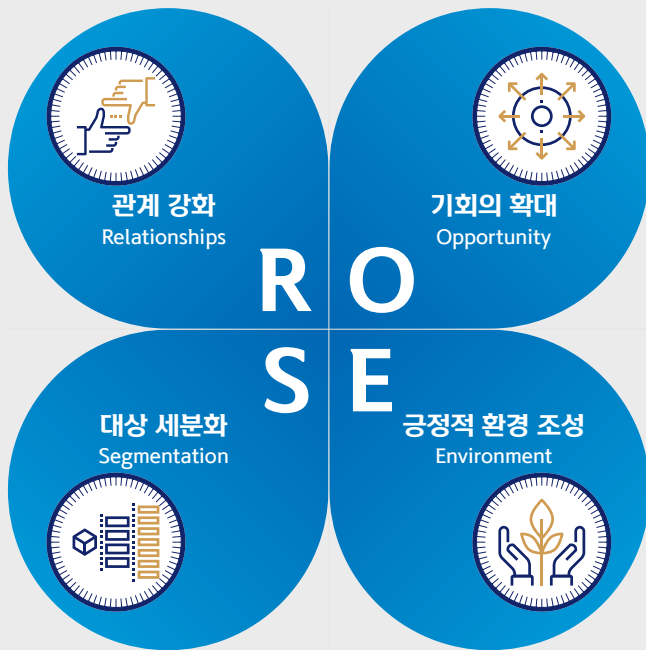 관계 강화
Relationships
기회의 확대
Opportunity
R O
S E
대상 세분화
Segmentation
긍정적 환경 조성
Environment